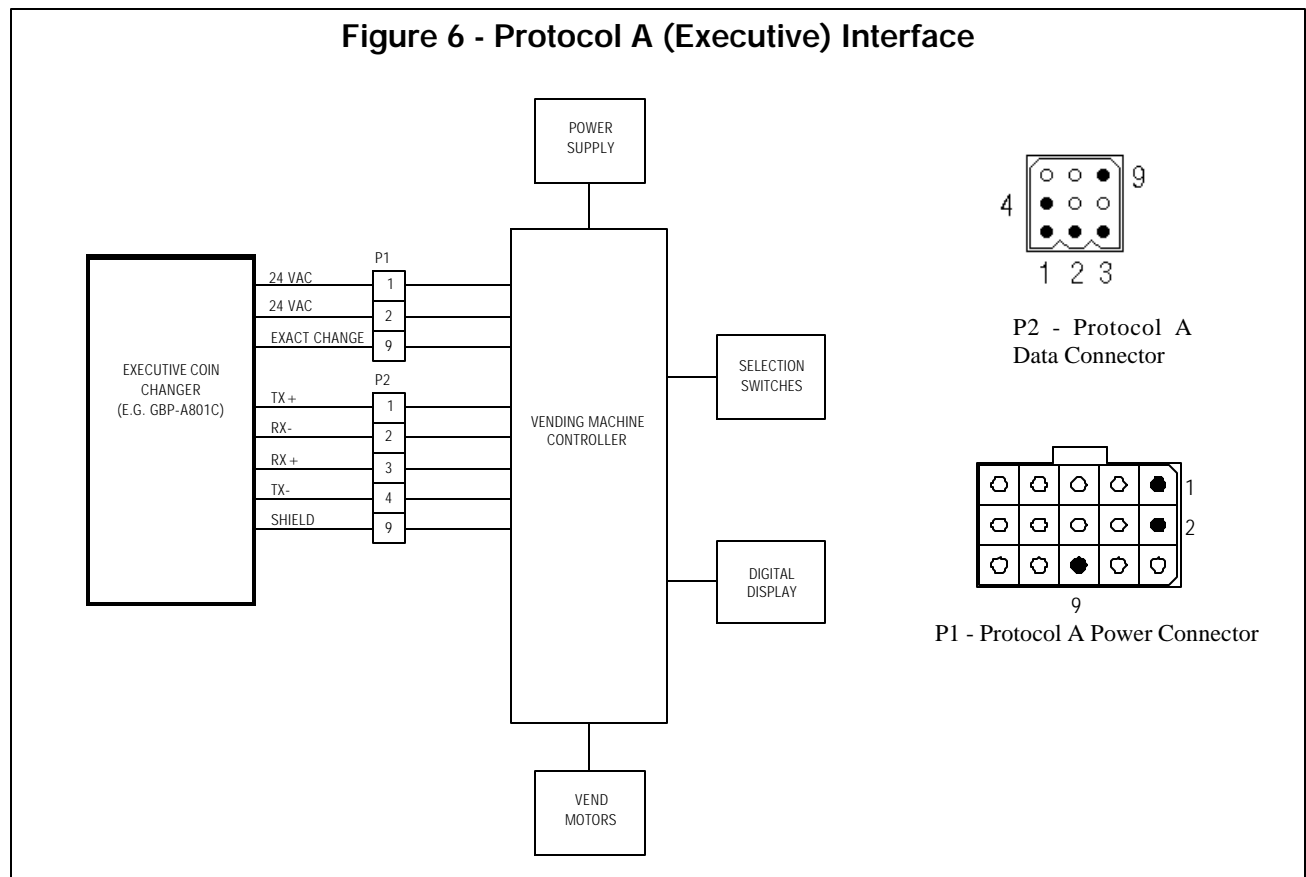 Figure 6 - Protocol A (Executive) Interface
POWER
SUPPLY
P1
24 VAC
1
24 VAC
2
EXACT CHANGE
9
P2
TX+
1
RX-
2
RX+
3
TX-
4
SHIELD
9
EXECUTIVE COIN
CHANGER
(E.G. GBP-A801C)
VENDING MACHINE
CONTROLLER
SELECTION
SWITCHES
DIGITAL
DISPLAY
VEND
MOTORS
9
4
1 2 3
P2 - Protocol A
Data Connector
1
2
9
P1 - Protocol A Power Connector